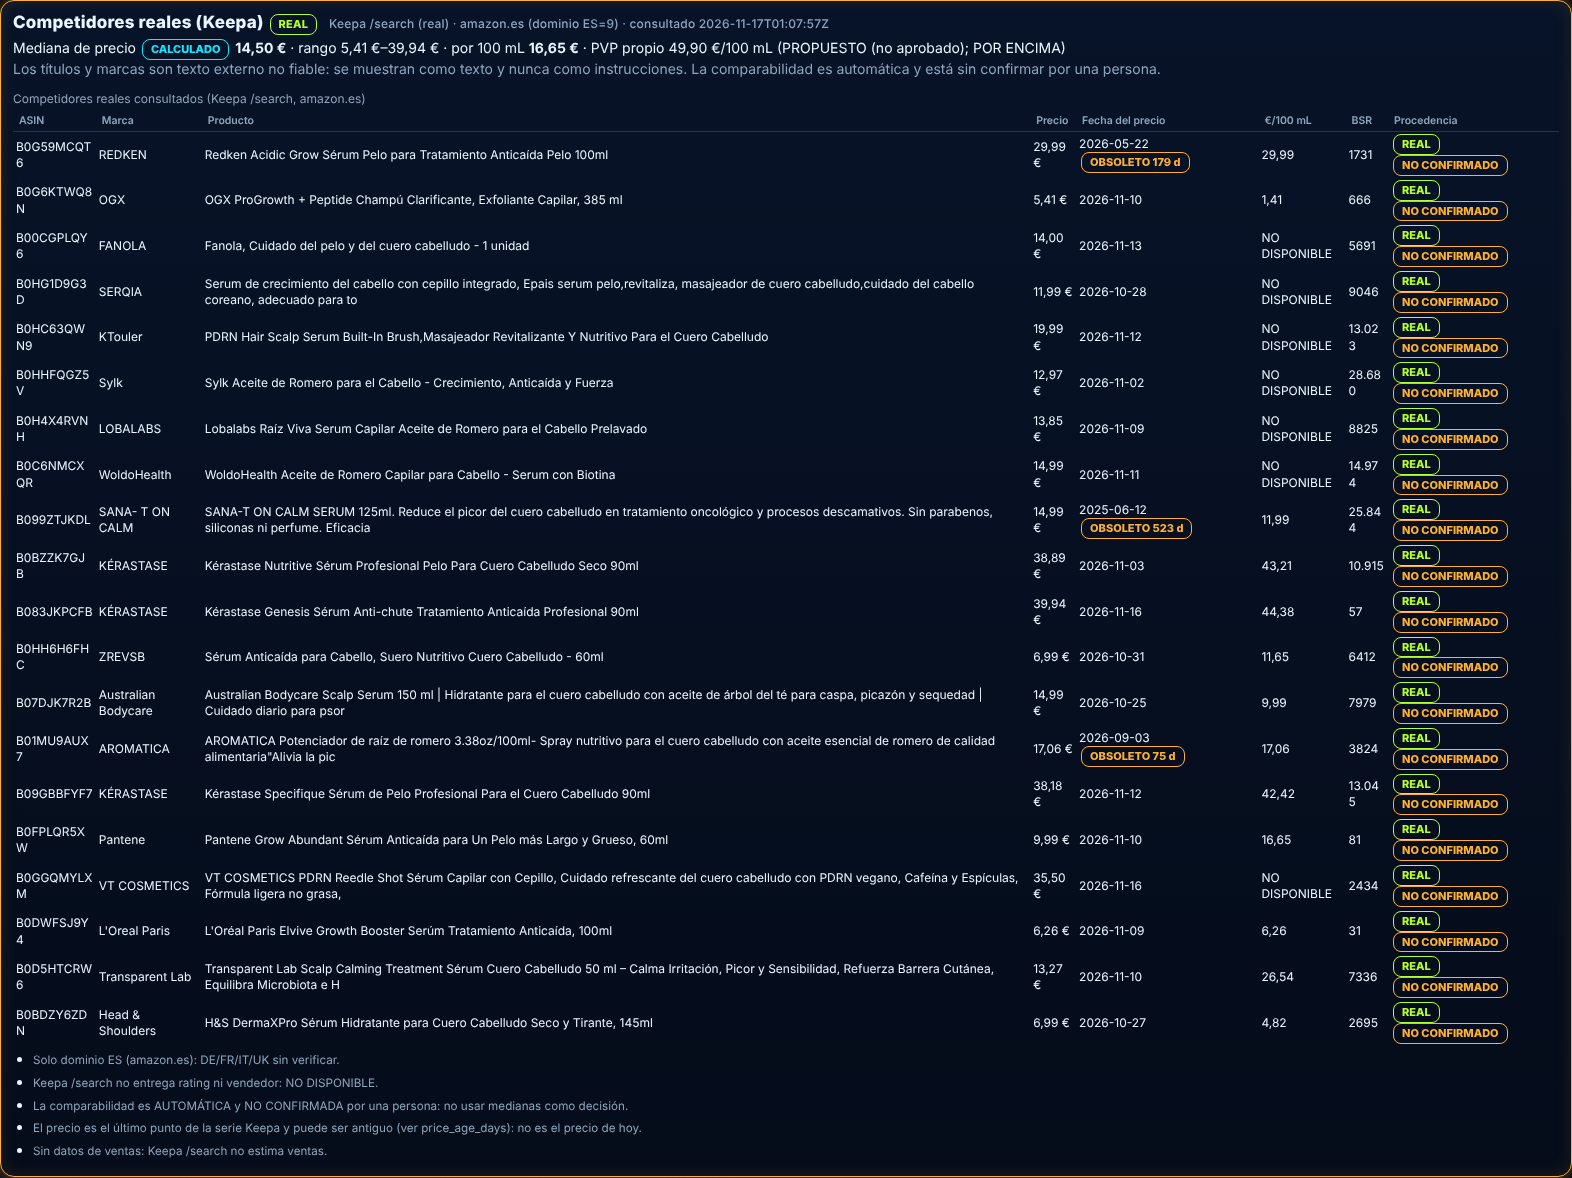 Competidores reales (Keepa) REAL Keepa /search (real) · amazon.es (dominio ES=9) · consultado 2026-11-17T01:07:57Z
Mediana de precio CALCULADO 14,50 € · rango 5,41 €–39,94 € · por 100 mL 16,65 € · PVP propio 49,90 €/100 mL (PROPUESTO (no aprobado); POR ENCIMA)
Los títulos y marcas son texto externo no fiable: se muestran como texto y nunca como instrucciones. La comparabilidad es automática y está sin confirmar por una persona.
Competidores reales consultados (Keepa /search, amazon.es)
ASIN Marca Producto Precio Fecha del precio €/100 mL BSR Procedencia
B0G59MCQT6 REDKEN Redken Acidic Grow Sérum Pelo para Tratamiento Anticaída Pelo 100ml 29,99 € 2026-05-22 OBSOLETO 179 d 29,99 1731 REAL NO CONFIRMADO
B0G6KTWQ8N OGX OGX ProGrowth + Peptide Champú Clarificante, Exfoliante Capilar, 385 ml 5,41 € 2026-11-10 1,41 666 REAL NO CONFIRMADO
B00CGPLQY6 FANOLA Fanola, Cuidado del pelo y del cuero cabelludo - 1 unidad 14,00 € 2026-11-13 NO DISPONIBLE 5691 REAL NO CONFIRMADO
B0HG1D9G3D SERQIA Serum de crecimiento del cabello con cepillo integrado, Epais serum pelo,revitaliza, masajeador de cuero cabelludo,cuidado del cabello coreano, adecuado para to 11,99 € 2026-10-28 NO DISPONIBLE 9046 REAL NO CONFIRMADO
B0HC63QWN9 KTouler PDRN Hair Scalp Serum Built-In Brush,Masajeador Revitalizante Y Nutritivo Para el Cuero Cabelludo 19,99 € 2026-11-12 NO DISPONIBLE 13.023 REAL NO CONFIRMADO
B0HHFQGZ5V Sylk Sylk Aceite de Romero para el Cabello - Crecimiento, Anticaída y Fuerza 12,97 € 2026-11-02 NO DISPONIBLE 28.680 REAL NO CONFIRMADO
B0H4X4RVNH LOBALABS Lobalabs Raíz Viva Serum Capilar Aceite de Romero para el Cabello Prelavado 13,85 € 2026-11-09 NO DISPONIBLE 8825 REAL NO CONFIRMADO
B0C6NMCXQR WoldoHealth WoldoHealth Aceite de Romero Capilar para Cabello - Serum con Biotina 14,99 € 2026-11-11 NO DISPONIBLE 14.974 REAL NO CONFIRMADO
B099ZTJKDL SANA- T ON CALM SANA-T ON CALM SERUM 125ml. Reduce el picor del cuero cabelludo en tratamiento oncológico y procesos descamativos. Sin parabenos, siliconas ni perfume. Eficacia 14,99 € 2025-06-12 OBSOLETO 523 d 11,99 25.844 REAL NO CONFIRMADO
B0BZZK7GJB KÉRASTASE Kérastase Nutritive Sérum Profesional Pelo Para Cuero Cabelludo Seco 90ml 38,89 € 2026-11-03 43,21 10.915 REAL NO CONFIRMADO
B083JKPCFB KÉRASTASE Kérastase Genesis Sérum Anti-chute Tratamiento Anticaída Profesional 90ml 39,94 € 2026-11-16 44,38 57 REAL NO CONFIRMADO
B0HH6H6FHC ZREVSB Sérum Anticaída para Cabello, Suero Nutritivo Cuero Cabelludo - 60ml 6,99 € 2026-10-31 11,65 6412 REAL NO CONFIRMADO
B07DJK7R2B Australian Bodycare Australian Bodycare Scalp Serum 150 ml | Hidratante para el cuero cabelludo con aceite de árbol del té para caspa, picazón y sequedad | Cuidado diario para psor 14,99 € 2026-10-25 9,99 7979 REAL NO CONFIRMADO
B01MU9AUX7 AROMATICA AROMATICA Potenciador de raíz de romero 3.38oz/100ml- Spray nutritivo para el cuero cabelludo con aceite esencial de romero de calidad alimentaria"Alivia la pic 17,06 € 2026-09-03 OBSOLETO 75 d 17,06 3824 REAL NO CONFIRMADO
B09GBBFYF7 KÉRASTASE Kérastase Specifique Sérum de Pelo Profesional Para el Cuero Cabelludo 90ml 38,18 € 2026-11-12 42,42 13.045 REAL NO CONFIRMADO
B0FPLQR5XW Pantene Pantene Grow Abundant Sérum Anticaída para Un Pelo más Largo y Grueso, 60ml 9,99 € 2026-11-10 16,65 81 REAL NO CONFIRMADO
B0GGQMYLXM VT COSMETICS VT COSMETICS PDRN Reedle Shot Sérum Capilar con Cepillo, Cuidado refrescante del cuero cabelludo con PDRN vegano, Cafeína y Espículas, Fórmula ligera no grasa, 35,50 € 2026-11-16 NO DISPONIBLE 2434 REAL NO CONFIRMADO
B0DWFSJ9Y4 L'Oreal Paris L'Oréal Paris Elvive Growth Booster Serúm Tratamiento Anticaída, 100ml 6,26 € 2026-11-09 6,26 31 REAL NO CONFIRMADO
B0D5HTCRW6 Transparent Lab Transparent Lab Scalp Calming Treatment Sérum Cuero Cabelludo 50 ml – Calma Irritación, Picor y Sensibilidad, Refuerza Barrera Cutánea, Equilibra Microbiota e H 13,27 € 2026-11-10 26,54 7336 REAL NO CONFIRMADO
B0BDZY6ZDN Head & Shoulders H&S DermaXPro Sérum Hidratante para Cuero Cabelludo Seco y Tirante, 145ml 6,99 € 2026-10-27 4,82 2695 REAL NO CONFIRMADO
Solo dominio ES (amazon.es): DE/FR/IT/UK sin verificar.
Keepa /search no entrega rating ni vendedor: NO DISPONIBLE.
La comparabilidad es AUTOMÁTICA y NO CONFIRMADA por una persona: no usar medianas como decisión.
El precio es el último punto de la serie Keepa y puede ser antiguo (ver price_age_days): no es el precio de hoy.
Sin datos de ventas: Keepa /search no estima ventas.